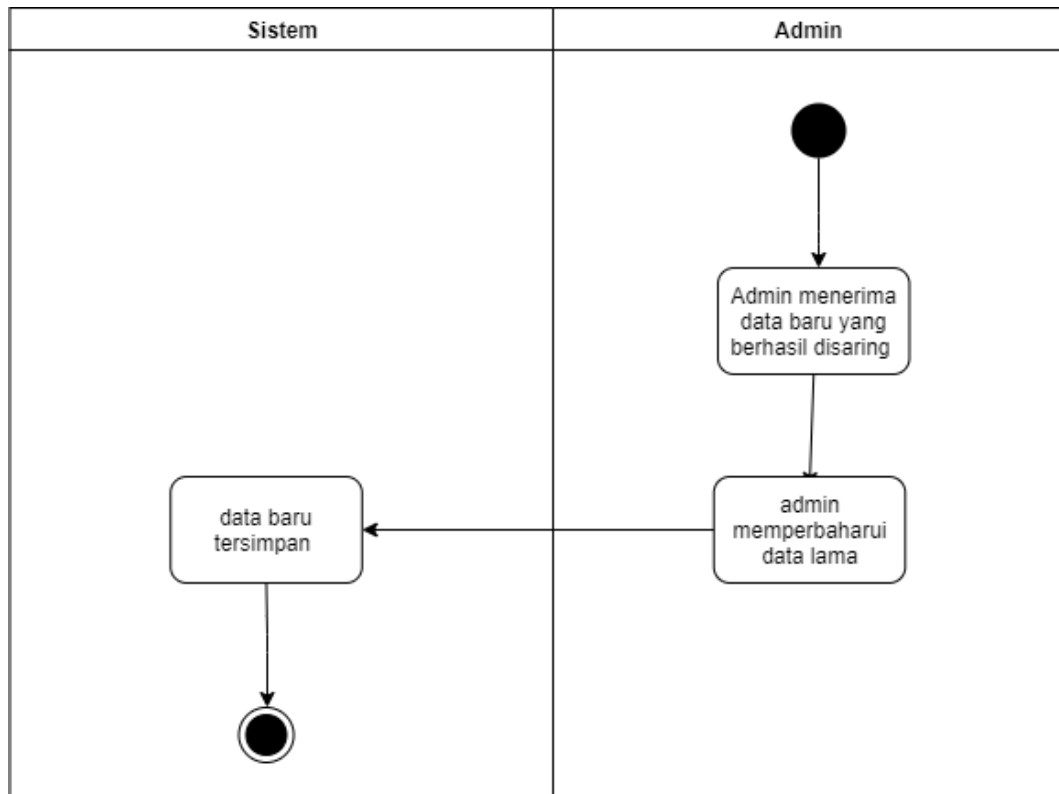 Sistem
Admin
Admin menerima
data baru yang
berhasil disaring
data baru
tersimpan
admin
memperbaharui
data lama